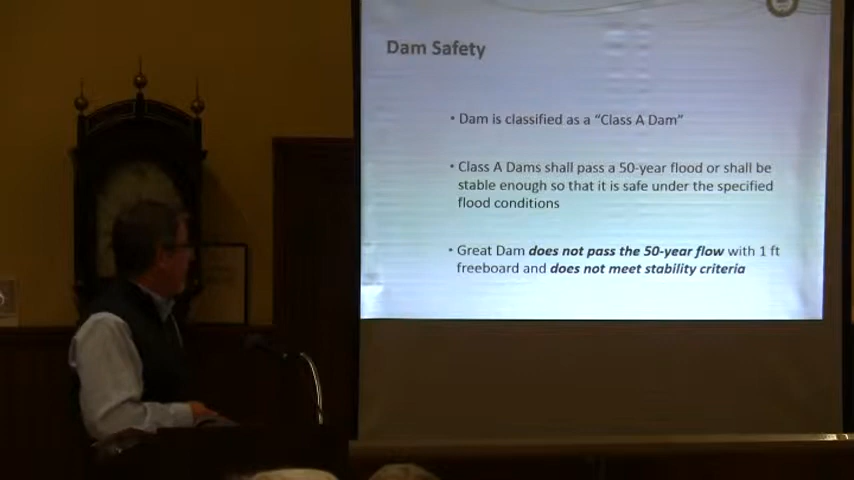 Dam Safety
• Dam is classified as a “Class A Dam”
• Class A Dams shall pass a 50-year flood or shall be
stable enough so that it is safe under the specified
flood conditions
• Great Dam does not pass the 50-year flow with 1 ft
freeboard and does not meet stability criteria